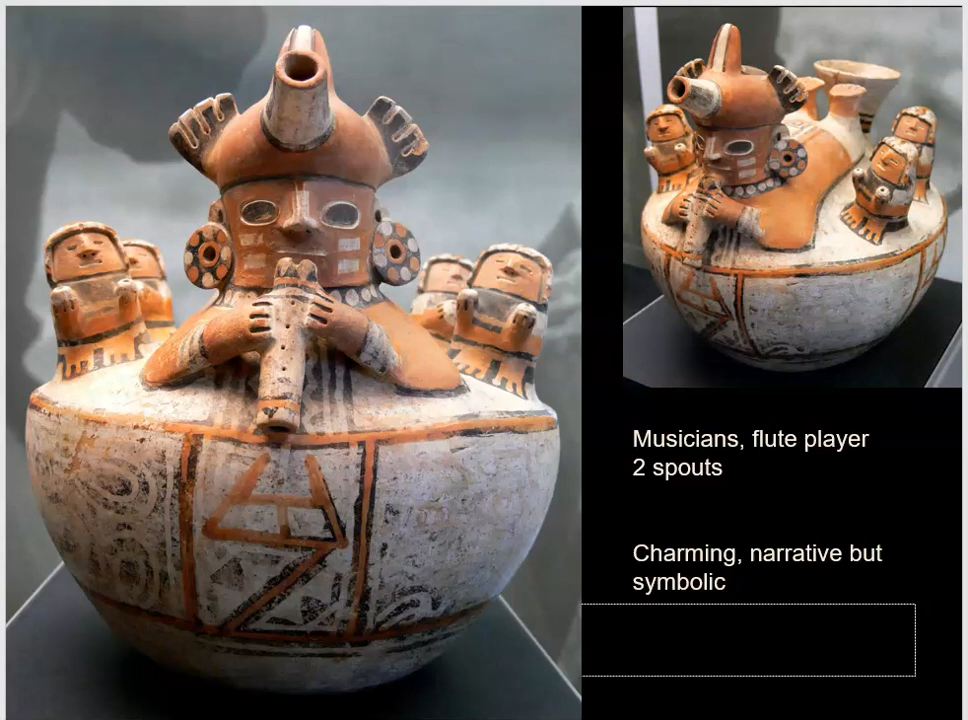 Musicians, flute player
2 spouts
Charming, narrative but
symbolic